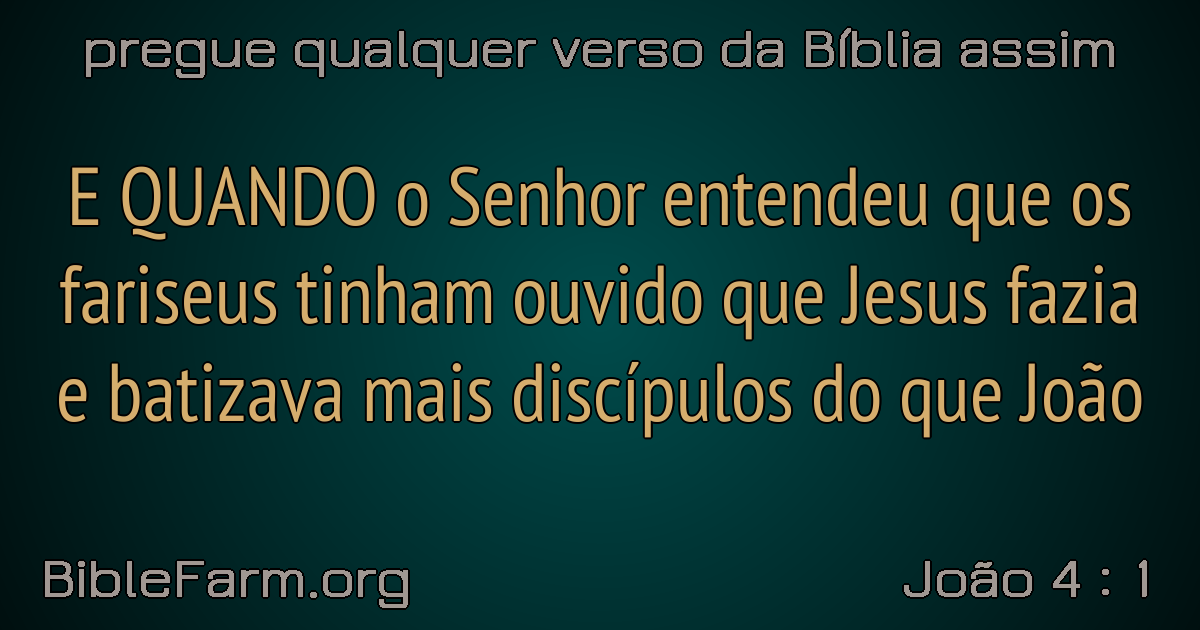 pregue qualquer verso da Bíblia assim
E QUANDO o Senhor entendeu que os
fariseus tinham ouvido que Jesus fazia
e batizava mais discípulos do que João
BibleFarm.org
João 4 : 1